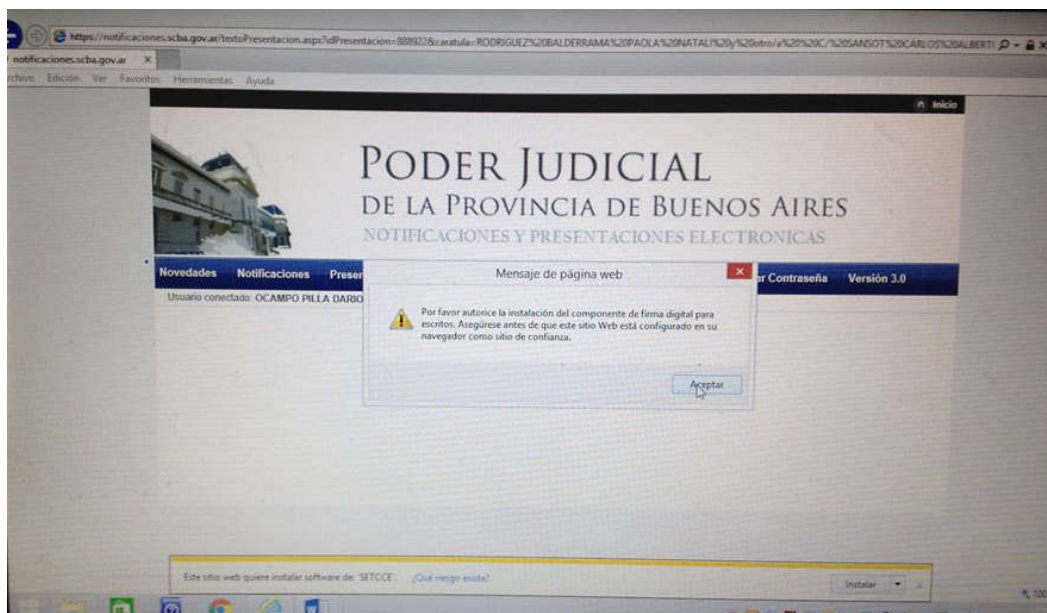 https://notificaciones.scba.gov.ar/textoPresentacion.aspx?idPresentacion=888922&caratula=RODRIGUEZ%20BALDERRAMA%20PAOLA%20NATALI%20y%20otro/a%20%20C/%20SANSOT%20CARLOS%20ALBERT
notificaciones.scba.gov.ar X
Edición Ver Favoritos Herramientas Ayuda
Inicio
PODER JUDICIAL
DE LA PROVINCIA DE BUENOS AIRES
NOTIFICACIONES Y PRESENTACIONES ELECTRONICAS
Novedades Notificaciones Presen Mensaje de página web ar Contraseña Versión 3.0
Usuario conectado: OCAMPO PILLA DARIO
Por favor autorice la instalación del componente de firma digital para
escritos. Asegúrese antes de que este sitio Web está configurado en su
navegador como sitio de confianza.
Aceptar
Este sitio web quiere instalar software de: "SETCCE". ¿Qué riesgo existe? Instalar
100